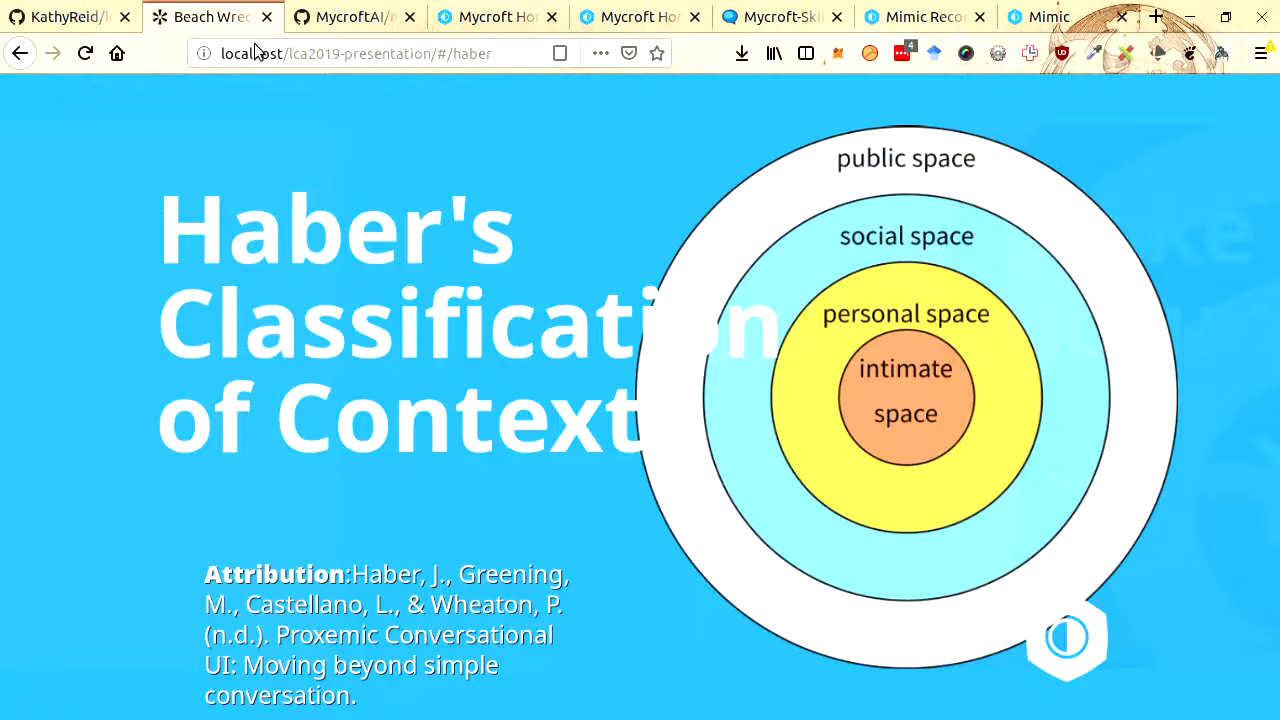 KathyReid/l
Beach Wrec
MycroftAI/
Mycroft Ho
Mycroft Ho
Mycroft-Ski
Mimic Reco
Mimic
localhost/lca2019-presentation/#/haber
4
public space
social space
personal space
intimate
space
Haber's
Classification
of Context
Attribution:Haber, J., Greening,
M., Castellano, L., & Wheaton, P.
(n.d.). Proxemic Conversational
UI: Moving beyond simple
conversation.